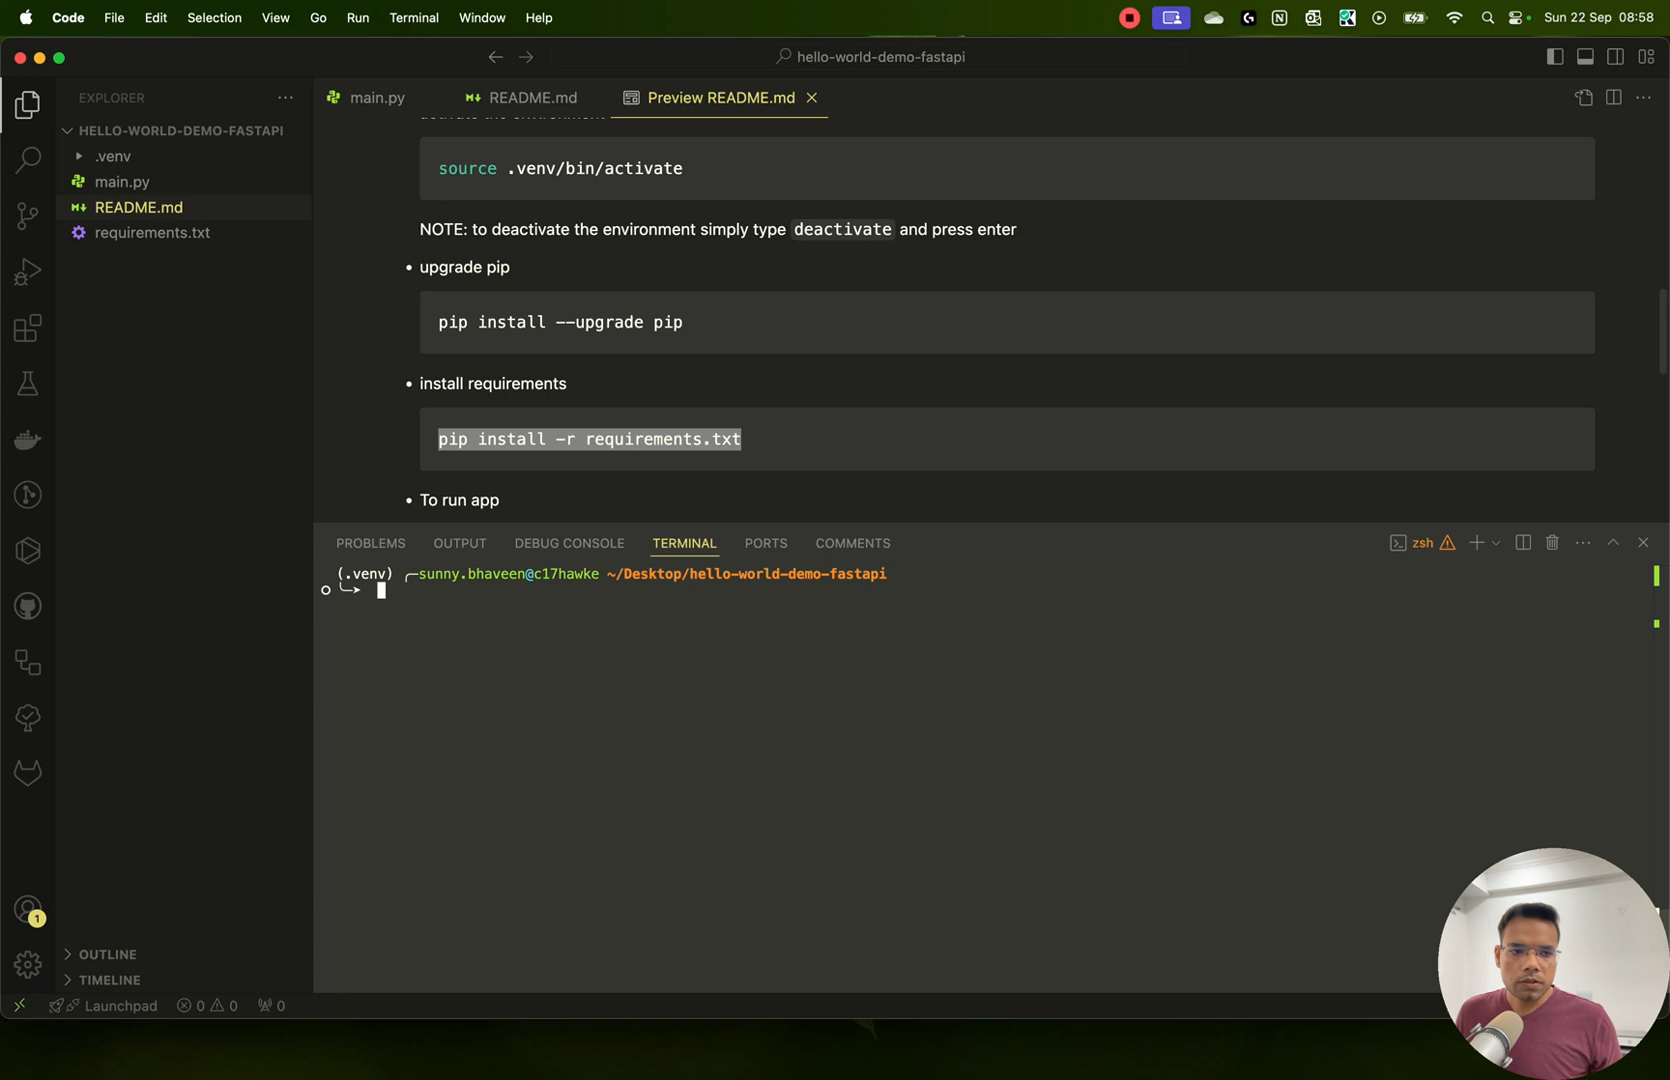 Code File Edit Selection View Go Run Terminal Window Help Sun 22 Sep 08:58
hello-world-demo-fastapi
EXPLORER
main.py README.md Preview README.md
HELLO-WORLD-DEMO-FASTAPI
.venv
main.py
README.md
requirements.txt
source .venv/bin/activate
NOTE: to deactivate the environment simply type deactivate and press enter
• upgrade pip
pip install --upgrade pip
• install requirements
pip install -r requirements.txt
• To run app
PROBLEMS OUTPUT DEBUG CONSOLE TERMINAL PORTS COMMENTS zsh
(.venv) ╭─sunny.bhaveen@c17hawke ~/Desktop/hello-world-demo-fastapi
╰─➤
1
OUTLINE
TIMELINE
Launchpad 0 0 0